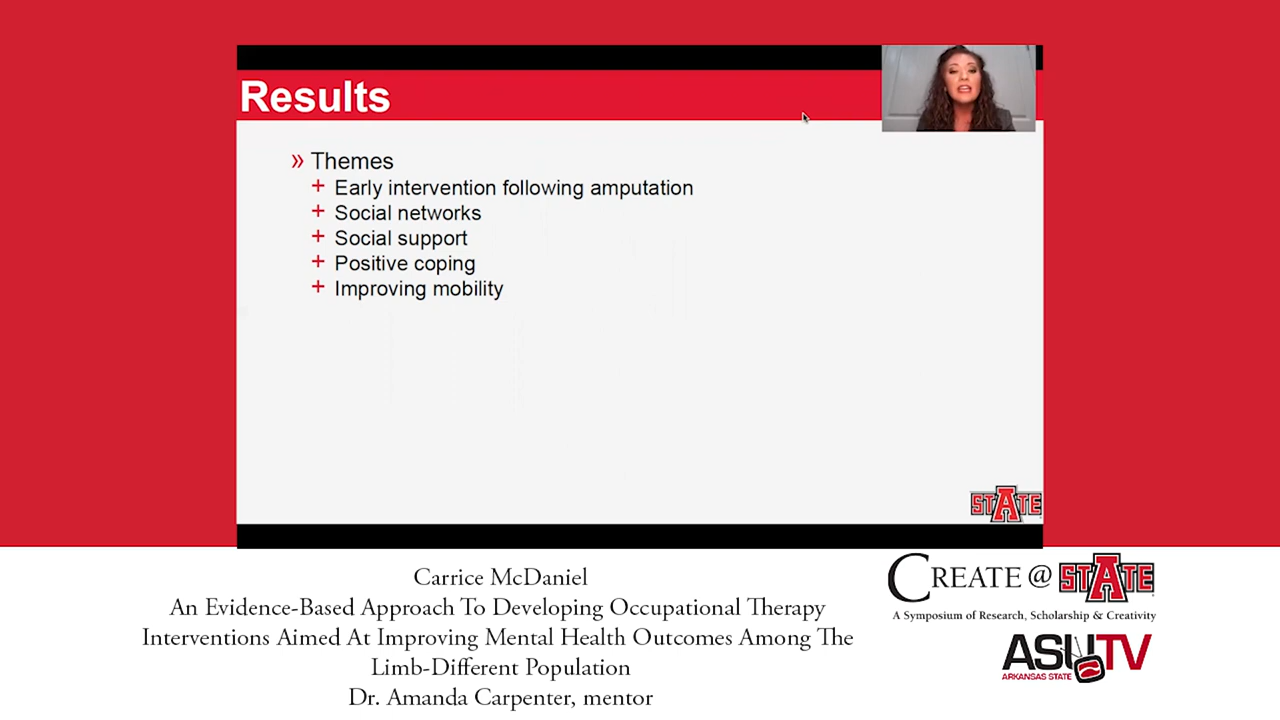 Results
» Themes
+ Early intervention following amputation
+ Social networks
+ Social support
+ Positive coping
+ Improving mobility
STATE
Carrice McDaniel
An Evidence-Based Approach To Developing Occupational Therapy
Interventions Aimed At Improving Mental Health Outcomes Among The
Limb-Different Population
Dr. Amanda Carpenter, mentor
CREATE @ STATE
A Symposium of Research, Scholarship & Creativity
ASUTV
ARKANSAS STATE